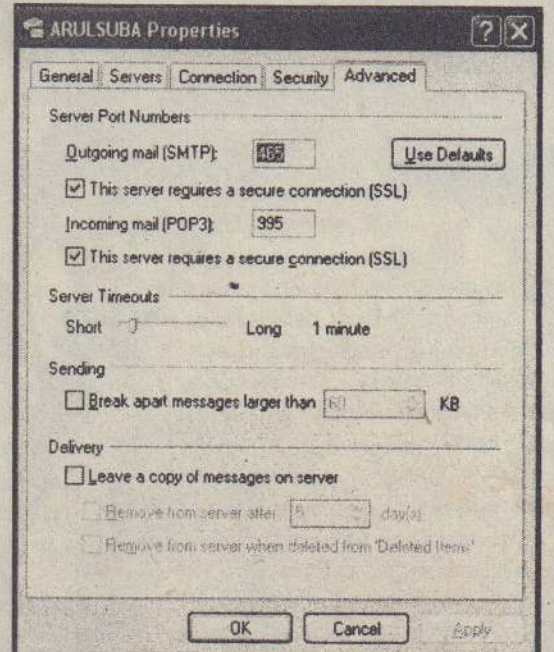 ARULSUBA Properties
General Servers Connection Security Advanced
Server Port Numbers
Outgoing mail (SMTP): 465 Use Defaults
This server requires a secure connection (SSL)
Incoming mail (POP3): 995
This server requires a secure connection (SSL)
Server Timeouts
Short Long 1 minute
Sending
Break apart messages larger than 60 KB
Delivery
Leave a copy of messages on server
Remove from server after 5 day(s)
Remove from server when deleted from 'Deleted Items'
OK Cancel Apply